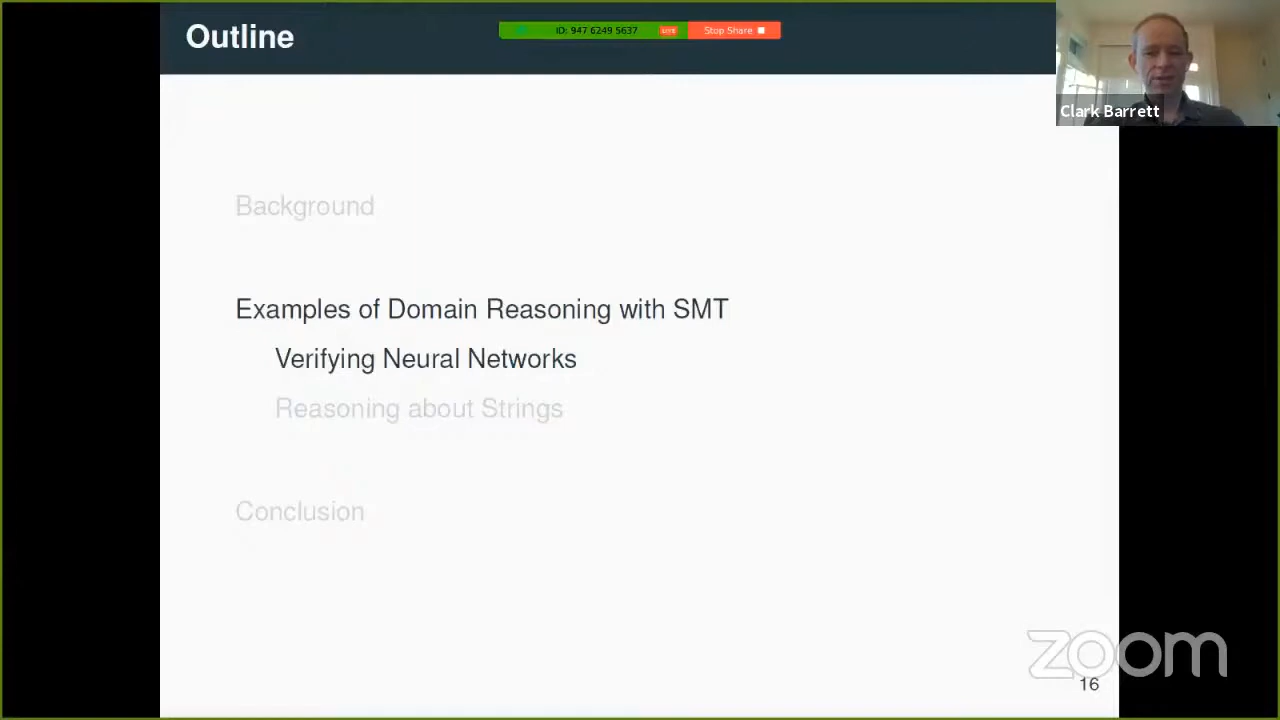 Outline
ID: 947 6249 5637 LIVE Stop Share
Clark Barrett
Background
Examples of Domain Reasoning with SMT
Verifying Neural Networks
Reasoning about Strings
Conclusion
zoom
16